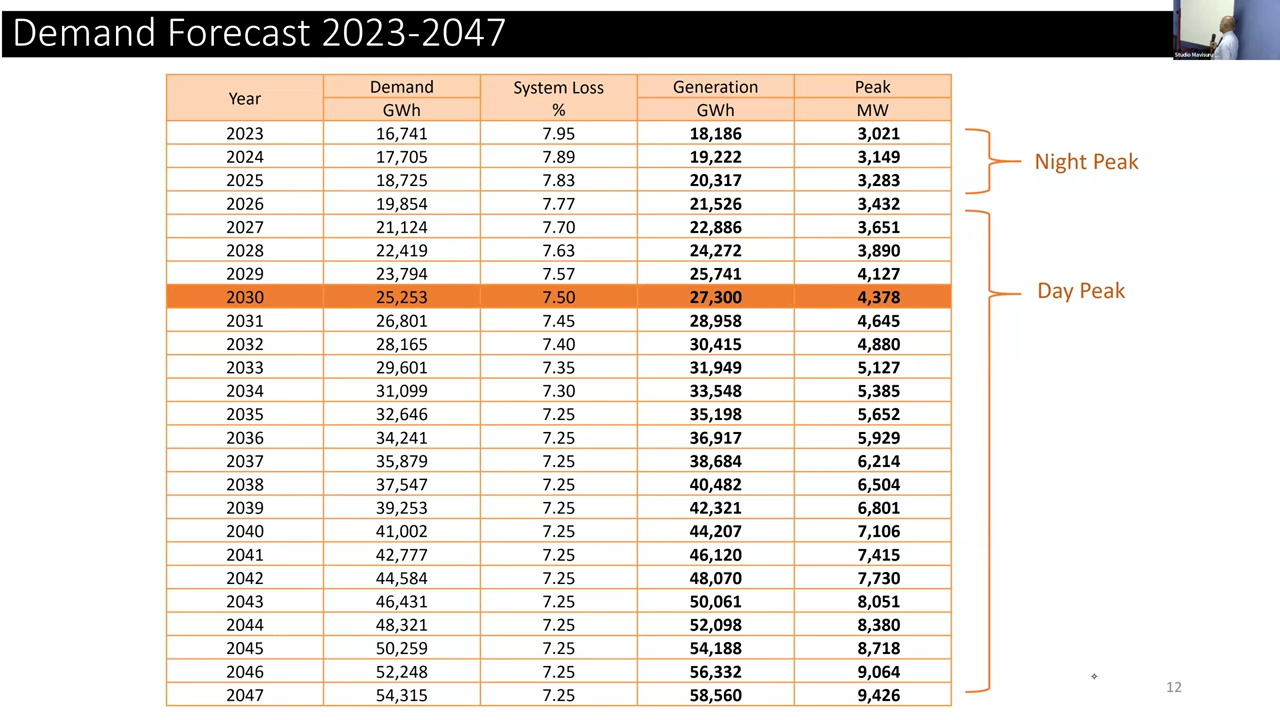 Demand Forecast 2023-2047
Studio Mavisuru
Year Demand System Loss Generation Peak
GWh % GWh MW
2023 16,741 7.95 18,186 3,021
2024 17,705 7.89 19,222 3,149
2025 18,725 7.83 20,317 3,283
2026 19,854 7.77 21,526 3,432
2027 21,124 7.70 22,886 3,651
2028 22,419 7.63 24,272 3,890
2029 23,794 7.57 25,741 4,127
2030 25,253 7.50 27,300 4,378
2031 26,801 7.45 28,958 4,645
2032 28,165 7.40 30,415 4,880
2033 29,601 7.35 31,949 5,127
2034 31,099 7.30 33,548 5,385
2035 32,646 7.25 35,198 5,652
2036 34,241 7.25 36,917 5,929
2037 35,879 7.25 38,684 6,214
2038 37,547 7.25 40,482 6,504
2039 39,253 7.25 42,321 6,801
2040 41,002 7.25 44,207 7,106
2041 42,777 7.25 46,120 7,415
2042 44,584 7.25 48,070 7,730
2043 46,431 7.25 50,061 8,051
2044 48,321 7.25 52,098 8,380
2045 50,259 7.25 54,188 8,718
2046 52,248 7.25 56,332 9,064
2047 54,315 7.25 58,560 9,426
Night Peak
Day Peak
12